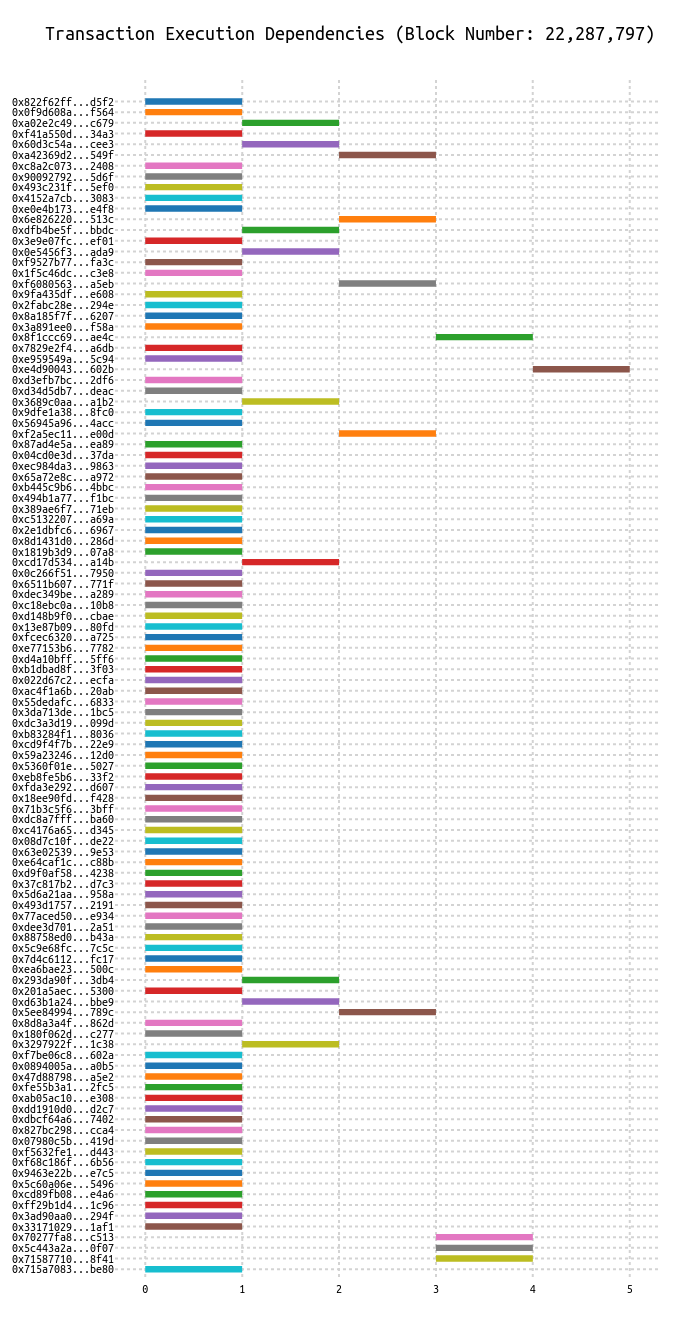 Transaction Execution Dependencies (Block Number: 22,287,797)
0x822f62ff...d5f2
0x0f9d608a...f564
0xa02e2c49...c679
0xf41a550d...34a3
0x60d3c54a...cee3
0xa42369d2...549f
0xc8a2c073...2408
0x90092792...5d6f
0x493c231f...5ef0
0x4152a7cb...3083
0xe0e4b173...e4f8
0x6e826220...513c
0xdfb4be5f...bbdc
0x3e9e07fc...ef01
0x0e5456f3...ada9
0xf9527b77...fa3c
0x1f5c46dc...c3e8
0xf6080563...a5eb
0x9fa435df...e608
0x2fabc28e...294e
0x8a185f7f...6207
0x3a891ee0...f58a
0x8f1ccc69...ae4c
0x7829e2f4...a6db
0xe959549a...5c94
0xe4d90043...602b
0xd3efb7bc...2df6
0xd34d5db7...deac
0x3689c0aa...a1b2
0x9dfe1a38...8fc0
0x56945a96...4acc
0xf2a5ec11...e00d
0x87ad4e5a...ea89
0x04cd0e3d...37da
0xec984da3...9863
0x65a72e8c...a972
0xb445c9b6...4bbc
0x494b1a77...f1bc
0x389ae6f7...71eb
0xc5132207...a69a
0x2e1dbfc6...6967
0x8d1431d0...286d
0x1819b3d9...07a8
0xcd17d534...a14b
0x0c266f51...7950
0x6511b607...771f
0xdec349be...a289
0xc18ebc0a...10b8
0xd148b9f0...cbae
0x13e87b09...80fd
0xfcec6320...a725
0xe77153b6...7782
0xd4a10bff...5ff6
0xb1dbad8f...3f03
0x022d67c2...ecfa
0xac4f1a6b...20ab
0x55dedafc...6833
0x3da713de...1bc5
0xdc3a3d19...099d
0xb83284f1...8036
0xcd9f4f7b...22e9
0x59a23246...12d0
0x5360f01e...5027
0xeb8fe5b6...33f2
0xfda3e292...d607
0x18ee90fd...f428
0x71b3c5f6...3bff
0xdc8a7fff...ba60
0xc4176a65...d345
0x08d7c10f...de22
0x63e02539...9e53
0xe64caf1c...c88b
0xd9f0af58...4238
0x37c817b2...d7c3
0x5d6a21aa...958a
0x493d1757...2191
0x77aced50...e934
0xdee3d701...2a51
0x88758ed0...b43a
0x5c9e68fc...7c5c
0x7d4c6112...fc17
0xea6bae23...500c
0x293da90f...3db4
0x201a5aec...5300
0xd63b1a24...bbe9
0x5ee84994...789c
0x8d8a3a4f...862d
0x180f062d...c277
0x3297922f...1c38
0xf7be06c8...602a
0x0894005a...a0b5
0x47d88798...a5e2
0xfe55b3a1...2fc5
0xab05ac10...e308
0xdd1910d0...d2c7
0xdbcf64a6...7402
0x827bc298...cca4
0x07980c5b...419d
0xf5632fe1...d443
0xf68c186f...6b56
0x9463e22b...e7c5
0x5c60a06e...5496
0xcd89fb08...e4a6
0xff29b1d4...1c96
0x3ad90aa0...294f
0x33171029...1af1
0x70277fa8...c513
0x5c443a2a...0f07
0x71587710...8f41
0x715a7083...be80
0 1 2 3 4 5